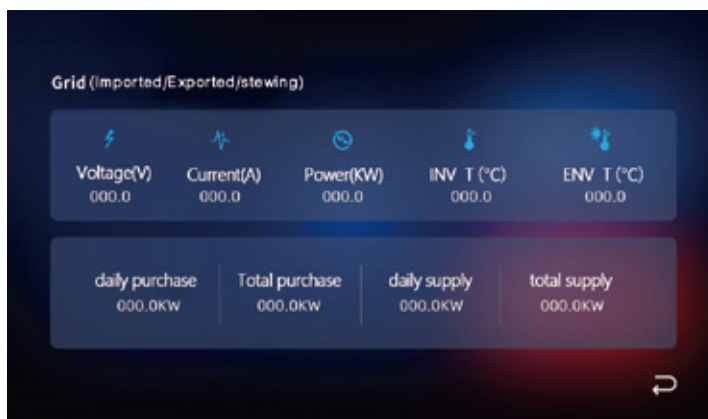 Grid (Imported/Exported/stewing)
Voltage(V) Current(A) Power(KW) INV T (°C) ENV T (°C)
000.0 000.0 000.0 000.0 000.0
daily purchase Total purchase daily supply total supply
000.0KW 000.0KW 000.0KW 000.0KW